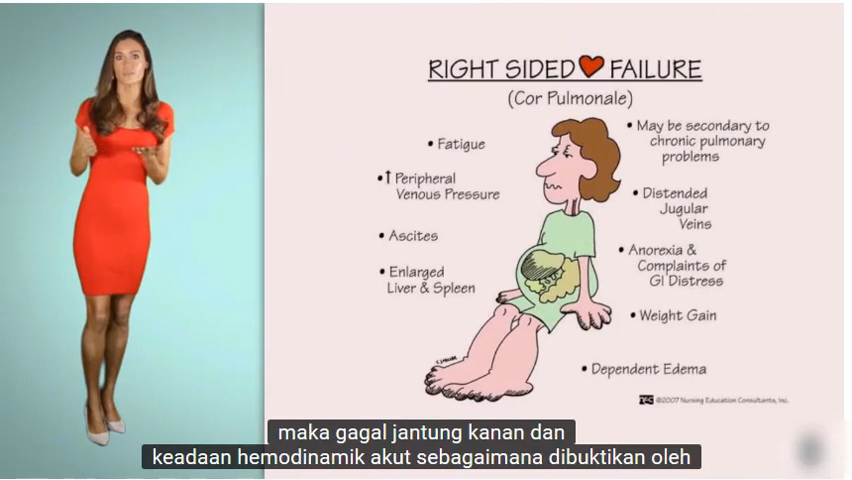 RIGHT SIDED FAILURE
(Cor Pulmonale)
• Fatigue
•↑ Peripheral
Venous Pressure
• Ascites
• Enlarged
Liver & Spleen
• May be secondary to
chronic pulmonary
problems
• Distended
Jugular
Veins
• Anorexia &
Complaints of
GI Distress
• Weight Gain
• Dependent Edema
NEC ©2007 Nursing Education Consultants, Inc.
maka gagal jantung kanan dan
keadaan hemodinamik akut sebagaimana dibuktikan oleh